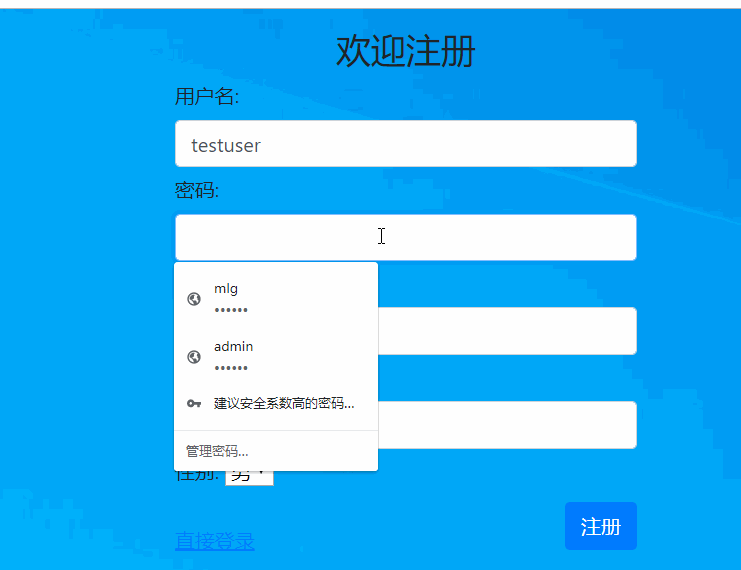 欢迎注册
用户名:
testuser
密码:
mlg
••••••
admin
••••••
建议安全系数高的密码...
管理密码...
性别: 男
注册
直接登录